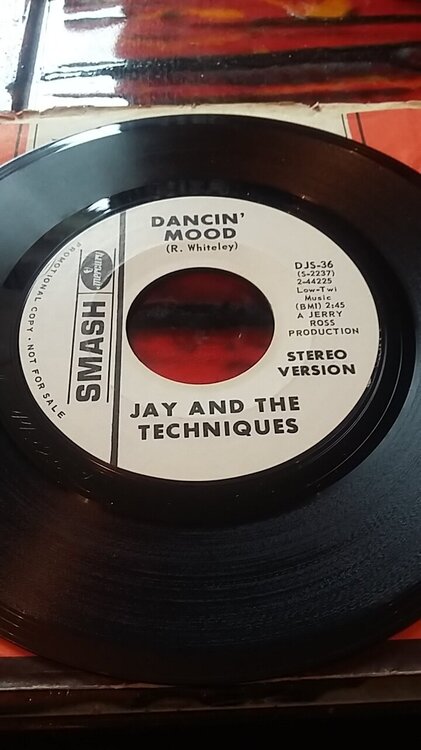 DANCIN'
MOOD
(R. Whiteley)
DJS-36
(S-2237)
2-44225
Low-Twi
Music
(BMI) 2:45
A JERRY
ROSS
PRODUCTION
STEREO
VERSION
JAY AND THE
TECHNIQUES
SMASH
mercury
PROMOTIONAL COPY • NOT FOR SALE